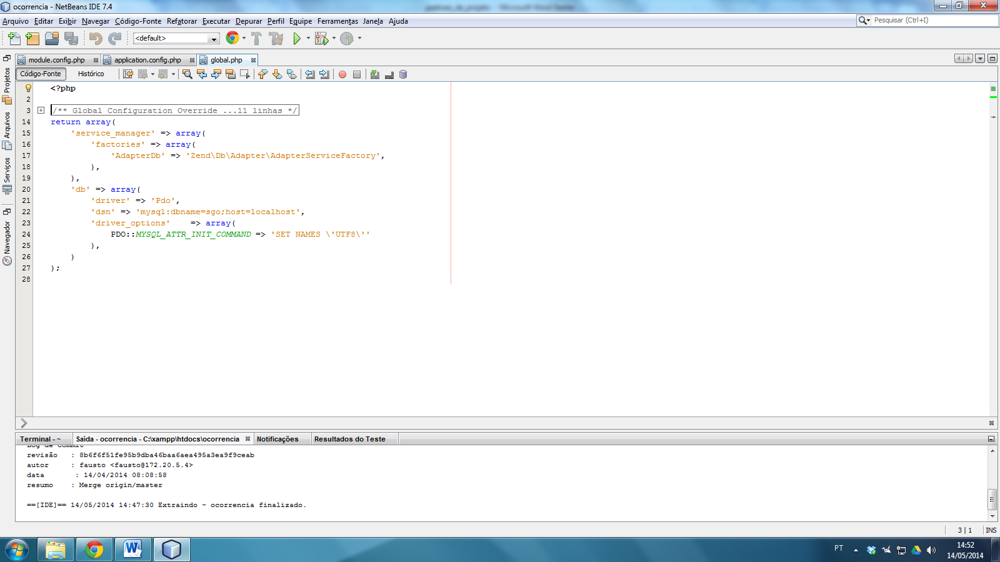 ocorrencia - NetBeans IDE 7.4
Arquivo Editar Exibir Navegar Código-Fonte Refatorar Executar Depurar Perfil Equipe Ferramentas Janela Ajuda
Pesquisar (Ctrl+I)
<default>
module.config.php application.config.php global.php
Código-Fonte Histórico
Projetos
Arquivos
Serviços
Navegador
<?php
2
3 /** Global Configuration Override ...11 linhas */
14 return array(
15 'service_manager' => array(
16 'factories' => array(
17 'AdapterDb' => 'Zend\Db\Adapter\AdapterServiceFactory',
18 ),
19 ),
20 'db' => array(
21 'driver' => 'Pdo',
22 'dsn' => 'mysql:dbname=sgo;host=localhost',
23 'driver_options' => array(
24 PDO::MYSQL_ATTR_INIT_COMMAND => 'SET NAMES \'UTF8\''
25 ),
26 )
27 );
28
Terminal - ~ Saída - ocorrencia - C:\xampp\htdocs\ocorrencia Notificações Resultados do Teste
Log de Commit
revisão : 8b6f6f51fe95b9dba46baa6aea495a3ea9f9ceab
autor : fausto <fausto@172.20.5.4>
data : 14/04/2014 08:08:58
resumo : Merge origin/master
==[IDE]== 14/05/2014 14:47:30 Extraindo - ocorrencia finalizado.
3 | 1 INS
PT
14:52
14/05/2014